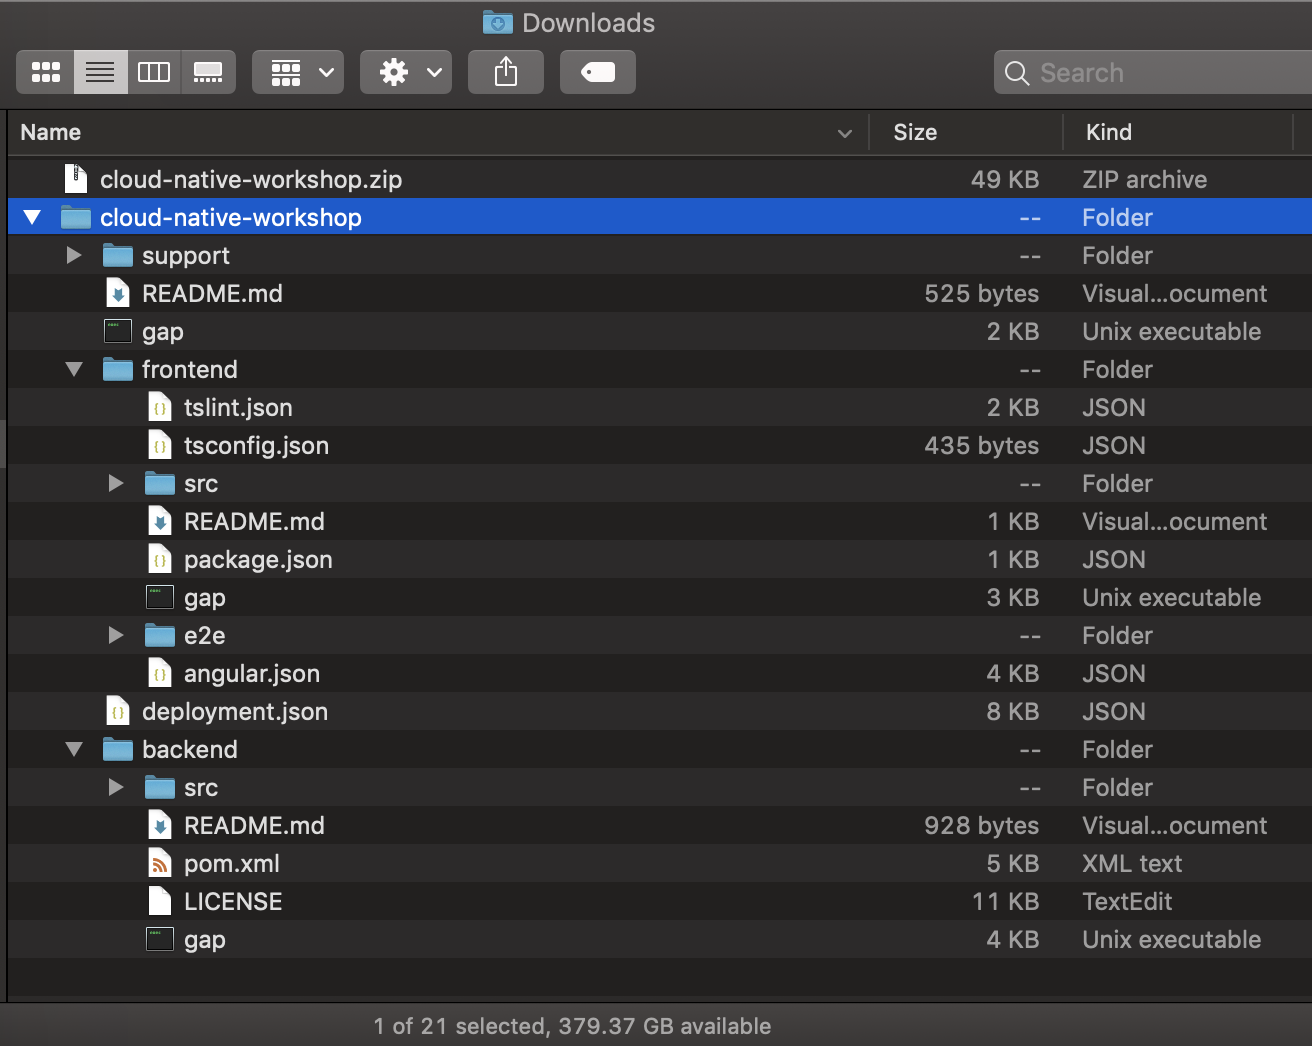 Downloads
Search
Name Size Kind
cloud-native-workshop.zip 49 KB ZIP archive
cloud-native-workshop -- Folder
support -- Folder
README.md 525 bytes Visual...ocument
gap 2 KB Unix executable
frontend -- Folder
tslint.json 2 KB JSON
tsconfig.json 435 bytes JSON
src -- Folder
README.md 1 KB Visual...ocument
package.json 1 KB JSON
gap 3 KB Unix executable
e2e -- Folder
angular.json 4 KB JSON
deployment.json 8 KB JSON
backend -- Folder
src -- Folder
README.md 928 bytes Visual...ocument
pom.xml 5 KB XML text
LICENSE 11 KB TextEdit
gap 4 KB Unix executable
1 of 21 selected, 379.37 GB available